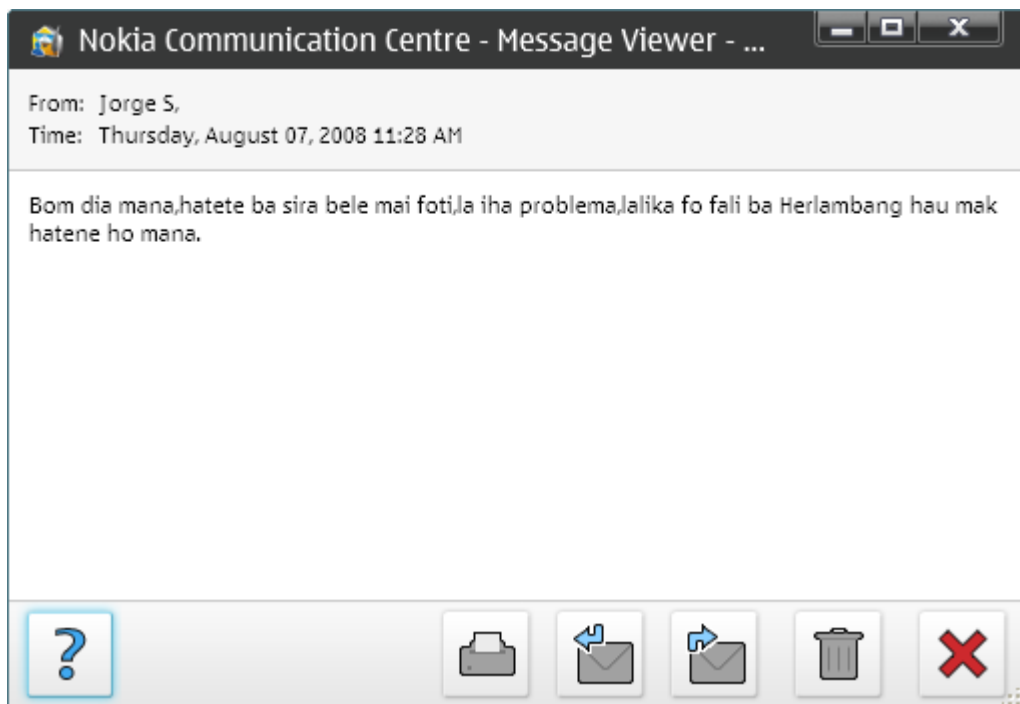 Nokia Communication Centre - Message Viewer - ...
From: Jorge S,
Time: Thursday, August 07, 2008 11:28 AM
Bom dia mana,hatete ba sira bele mai foti,la iha problema,lalika fo fali ba Herlambang hau mak
hatene ho mana.